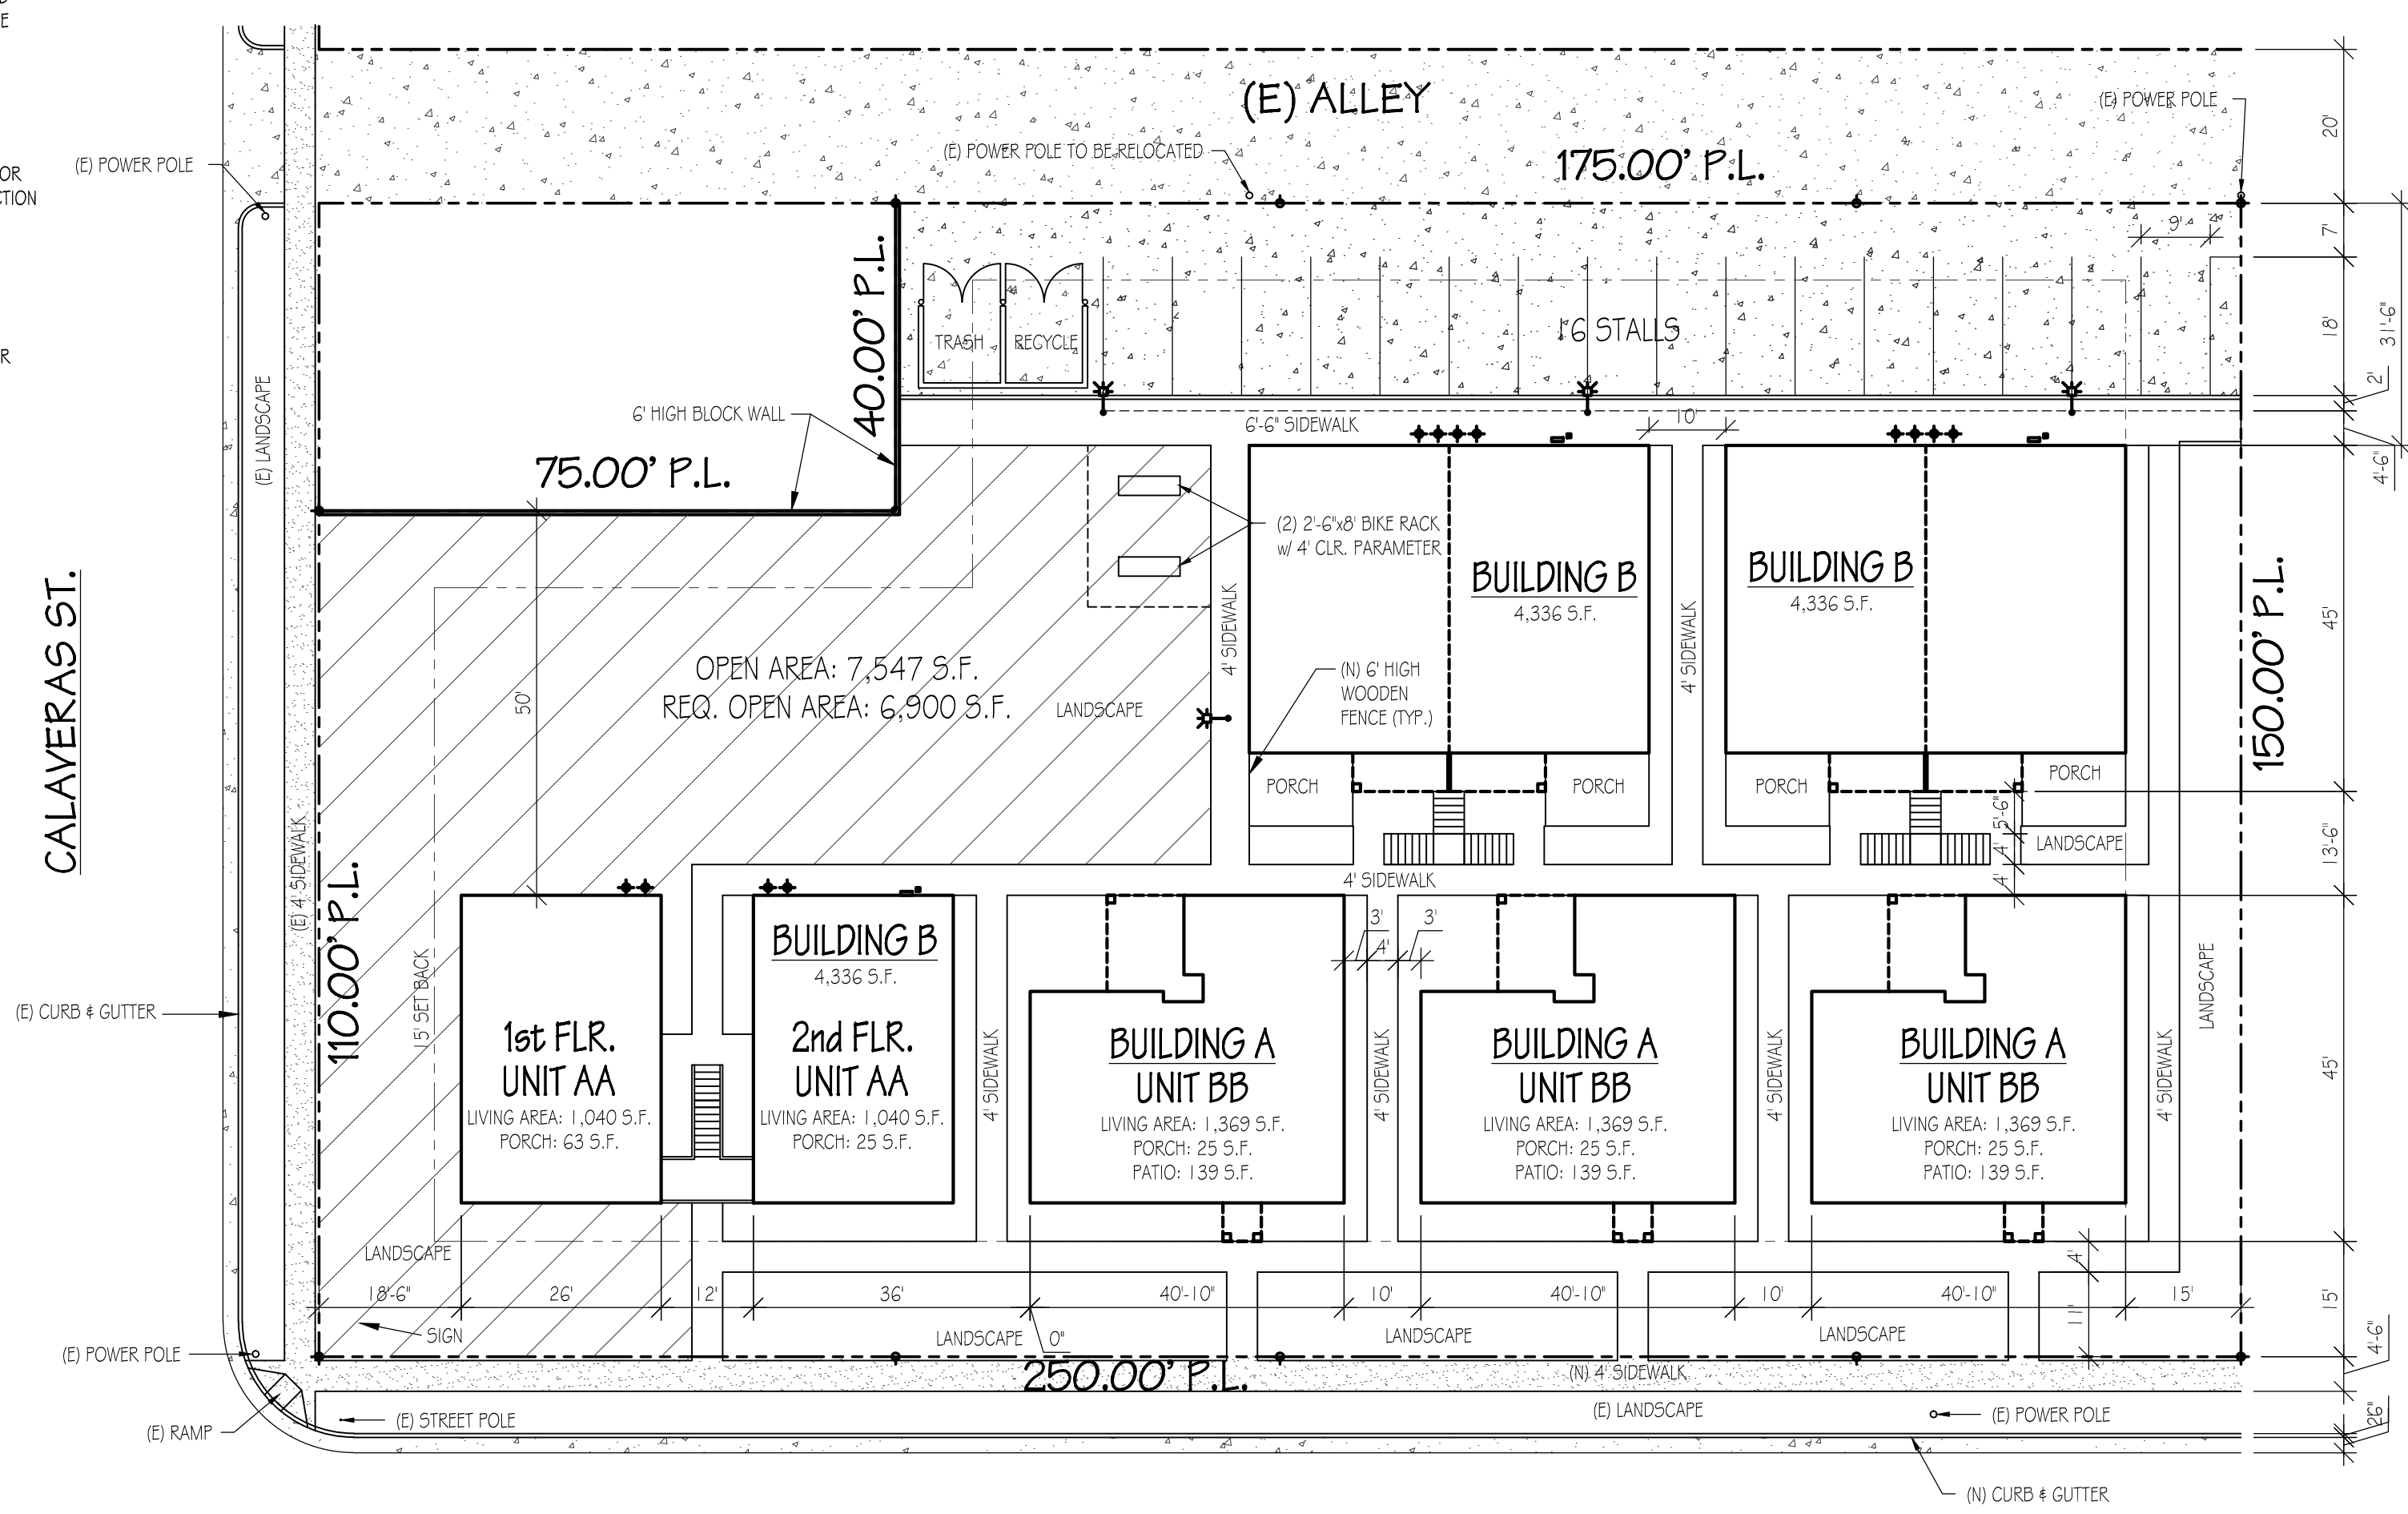 E
OR
CTION
R
(E) ALLEY
(E) POWER POLE
(E) POWER POLE TO BE RELOCATED
(E) POWER POLE
175.00' P.L.
20'
7'
9'
18'
31'-6"
2'
4'-6"
TRASH
RECYCLE
16 STALLS
40.00' P.L.
6' HIGH BLOCK WALL
75.00' P.L.
(E) LANDSCAPE
6'-6" SIDEWALK
10'
(2) 2'-6"x8' BIKE RACK
w/ 4' CLR. PARAMETER
BUILDING B
4,336 S.F.
BUILDING B
4,336 S.F.
4' SIDEWALK
4' SIDEWALK
150.00' P.L.
45'
CALAVERAS ST.
OPEN AREA: 7,547 S.F.
REQ. OPEN AREA: 6,900 S.F.
50'
LANDSCAPE
(N) 6' HIGH
WOODEN
FENCE (TYP.)
PORCH
PORCH
PORCH
PORCH
5'-6"
4'
4'
LANDSCAPE
13'-6"
(E) 4' SIDEWALK
110.00' P.L.
15' SET BACK
4' SIDEWALK
3'
4'
3'
(E) CURB & GUTTER
1st FLR.
UNIT AA
LIVING AREA: 1,040 S.F.
PORCH: 63 S.F.
BUILDING B
4,336 S.F.
2nd FLR.
UNIT AA
LIVING AREA: 1,040 S.F.
PORCH: 25 S.F.
4' SIDEWALK
BUILDING A
UNIT BB
LIVING AREA: 1,369 S.F.
PORCH: 25 S.F.
PATIO: 139 S.F.
4' SIDEWALK
BUILDING A
UNIT BB
LIVING AREA: 1,369 S.F.
PORCH: 25 S.F.
PATIO: 139 S.F.
4' SIDEWALK
BUILDING A
UNIT BB
LIVING AREA: 1,369 S.F.
PORCH: 25 S.F.
PATIO: 139 S.F.
4' SIDEWALK
LANDSCAPE
45'
LANDSCAPE
18'-6"
26'
12'
36'
40'-10"
10'
40'-10"
10'
40'-10"
4'
11'
15'
15'
SIGN
LANDSCAPE
0"
LANDSCAPE
LANDSCAPE
4'-6"
(E) POWER POLE
250.00' P.L.
(N) 4' SIDEWALK
(E) RAMP
(E) STREET POLE
(E) LANDSCAPE
(E) POWER POLE
(N) CURB & GUTTER